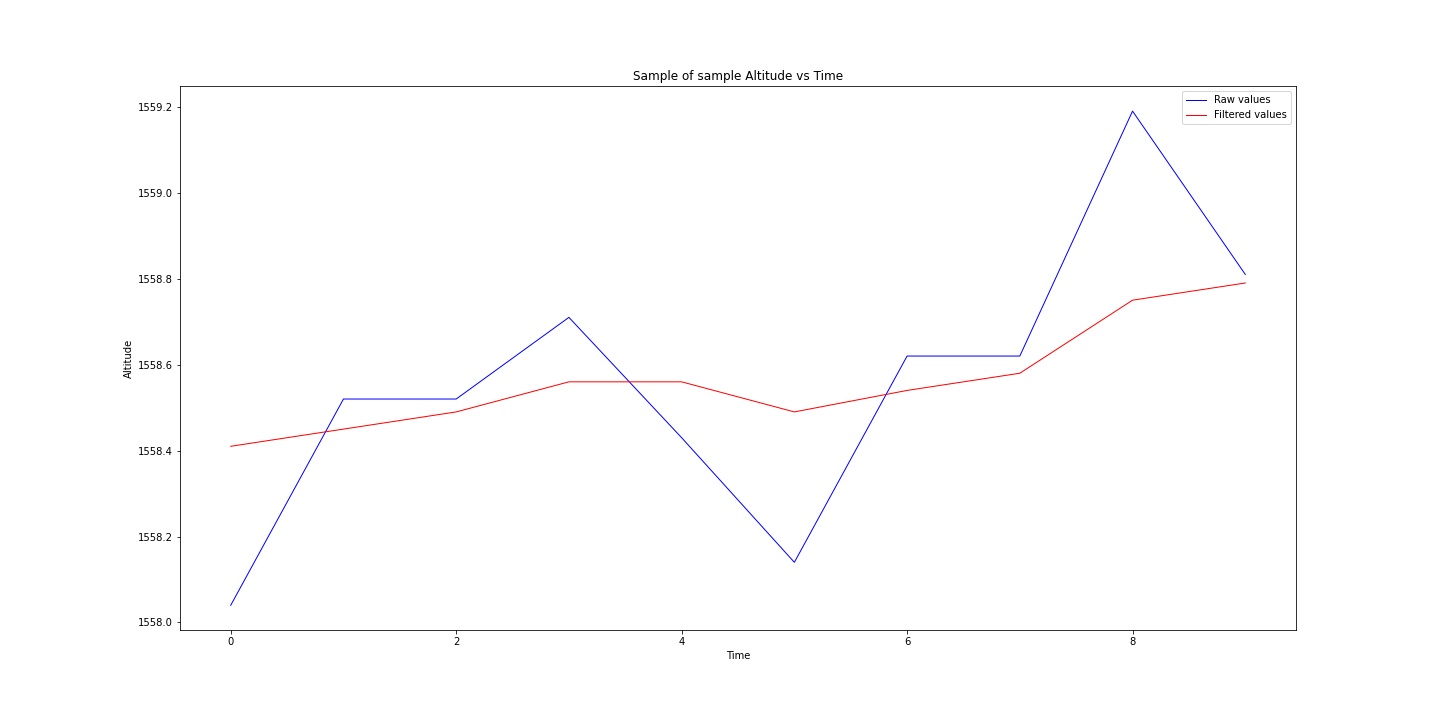 Sample of sample Altitude vs Time
Raw values
Filtered values
1559.2
1559.0
1558.8
1558.6
1558.4
1558.2
1558.0
Altitude
0 2 4 6 8
Time